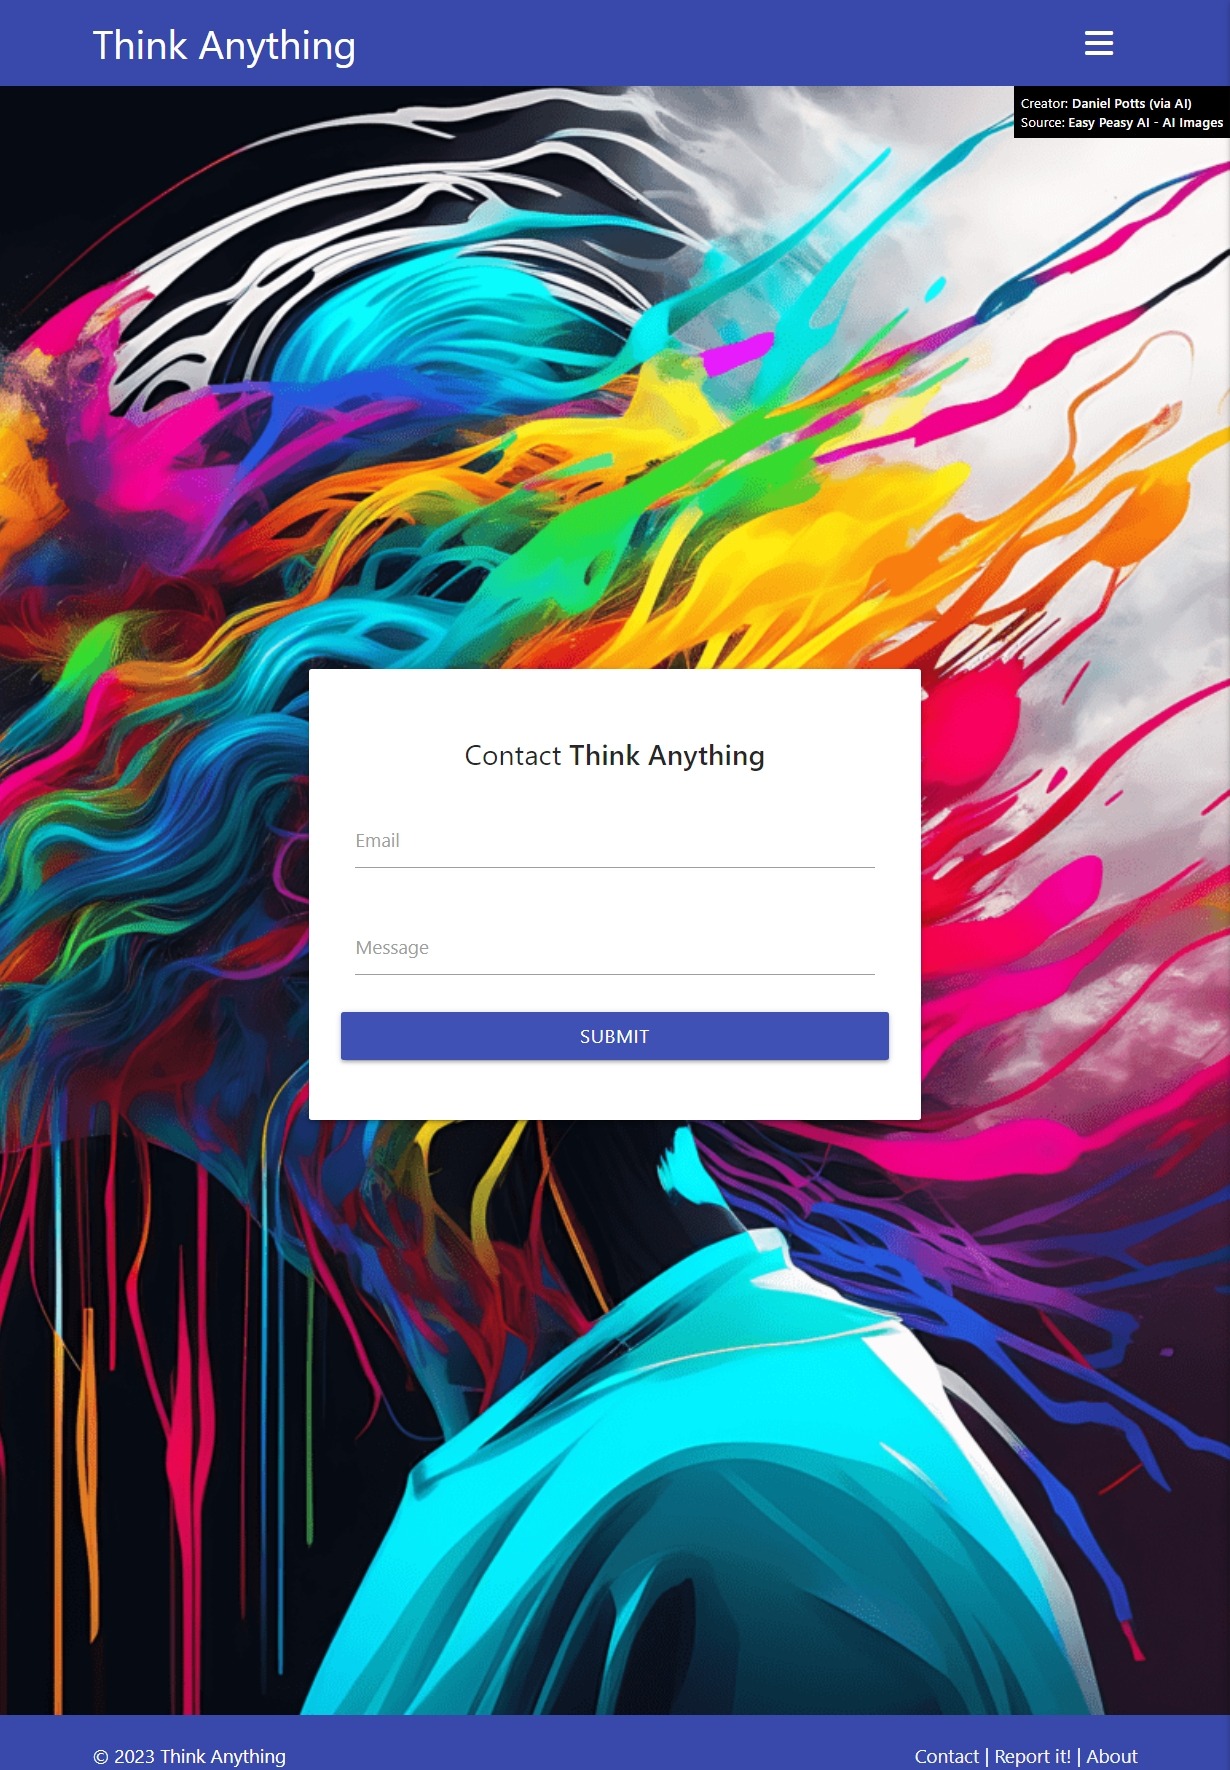 Think Anything
Creator: Daniel Potts (via AI)
Source: Easy Peasy AI - AI Images
Contact Think Anything
Email
Message
SUBMIT
© 2023 Think Anything
Contact | Report it! | About